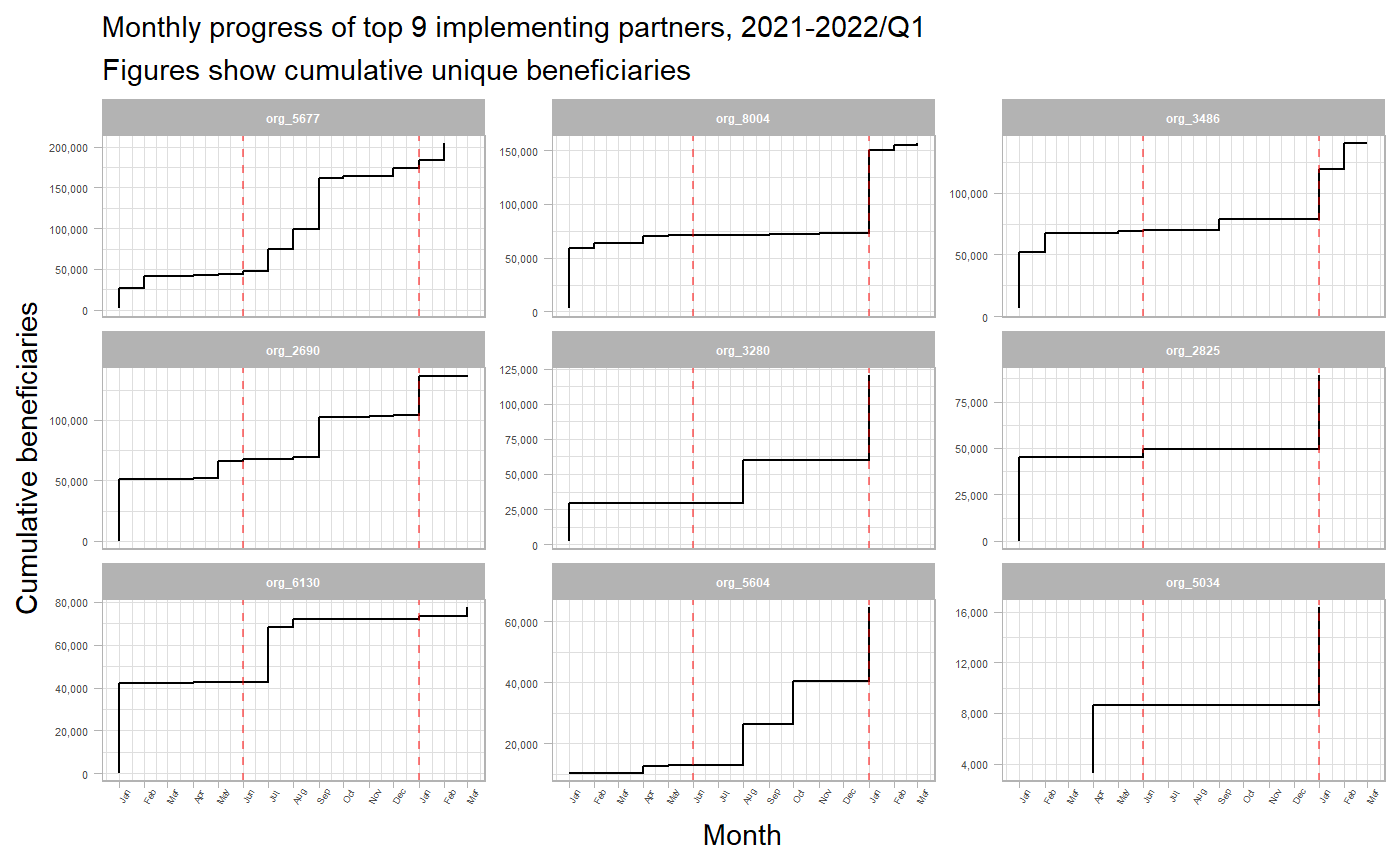 Monthly progress of top 9 implementing partners, 2021-2022/Q1
Figures show cumulative unique beneficiaries
Cumulative beneficiaries
org_5677
200,000
150,000
100,000
50,000
0
org_8004
150,000
100,000
50,000
0
org_3486
100,000
50,000
0
org_2690
100,000
50,000
0
org_3280
125,000
100,000
75,000
50,000
25,000
0
org_2825
75,000
50,000
25,000
0
org_6130
80,000
60,000
40,000
20,000
0
org_5604
60,000
40,000
20,000
org_5034
16,000
12,000
8,000
4,000
Jan Feb Mar Apr May Jun Jul Aug Sep Oct Nov Dec Jan Feb Mar
Jan Feb Mar Apr May Jun Jul Aug Sep Oct Nov Dec Jan Feb Mar
Jan Feb Mar Apr May Jun Jul Aug Sep Oct Nov Dec Jan Feb Mar
Month